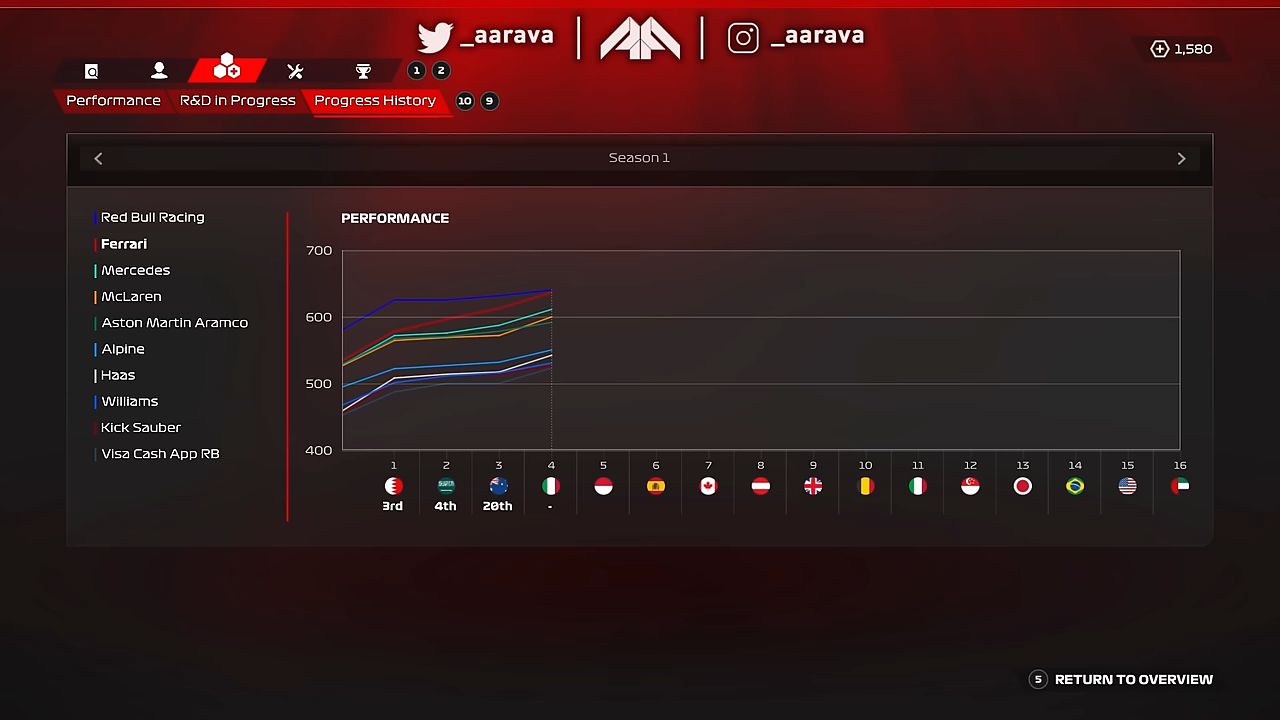 _aarava _aarava
1,580
1 2
Performance R&D in Progress Progress History 10 9
Season 1
Red Bull Racing
Ferrari
Mercedes
McLaren
Aston Martin Aramco
Alpine
Haas
Williams
Kick Sauber
Visa Cash App RB
PERFORMANCE
700
600
500
400
1 2 3 4 5 6 7 8 9 10 11 12 13 14 15 16
3rd 4th 20th -
5 RETURN TO OVERVIEW